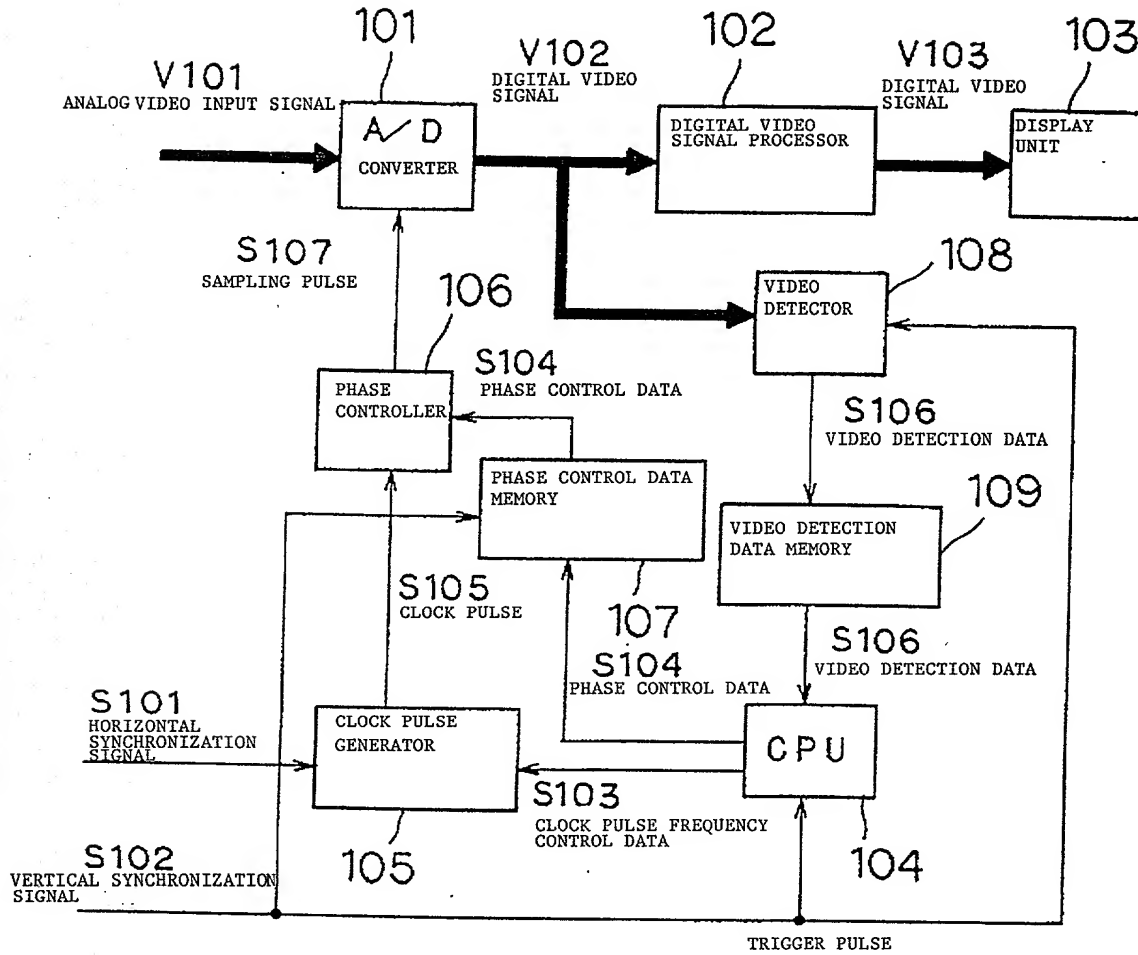 101
102
103
V101
ANALOG VIDEO INPUT SIGNAL
V102
DIGITAL VIDEO
SIGNAL
V103
DIGITAL VIDEO
SIGNAL
A/D
CONVERTER
DIGITAL VIDEO
SIGNAL PROCESSOR
DISPLAY
UNIT
S107
SAMPLING PULSE
106
108
VIDEO
DETECTOR
S104
PHASE CONTROL DATA
PHASE
CONTROLLER
S106
VIDEO DETECTION DATA
PHASE CONTROL DATA
MEMORY
109
VIDEO DETECTION
DATA MEMORY
S105
CLOCK PULSE
107
S104
PHASE CONTROL DATA
S106
VIDEO DETECTION DATA
S101
HORIZONTAL
SYNCHRONIZATION
SIGNAL
CLOCK PULSE
GENERATOR
CPU
S103
CLOCK PULSE FREQUENCY
CONTROL DATA
105
104
S102
VERTICAL SYNCHRONIZATION
SIGNAL
TRIGGER PULSE